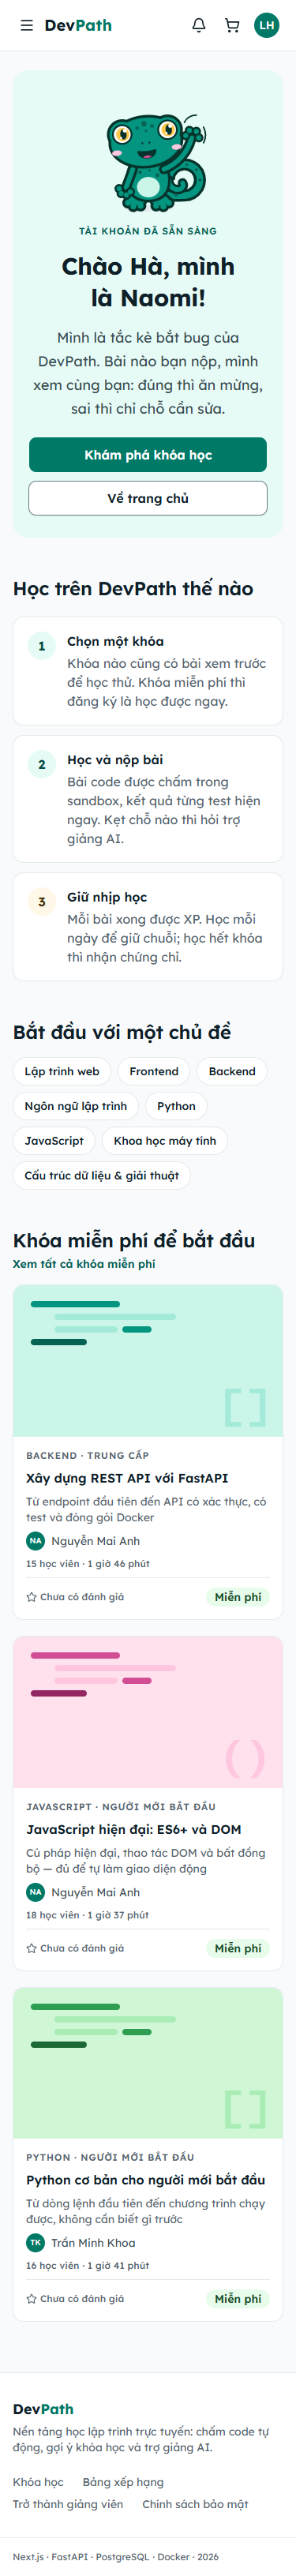 DevPath
LH
TÀI KHOẢN ĐÃ SẴN SÀNG
Chào Hà, mình
là Naomi!
Mình là tắc kè bắt bug của
DevPath. Bài nào bạn nộp, mình
xem cùng bạn: đúng thì ăn mừng,
sai thì chỉ chỗ cần sửa.
Khám phá khóa học
Về trang chủ
Học trên DevPath thế nào
1
Chọn một khóa
Khóa nào cũng có bài xem trước
để học thử. Khóa miễn phí thì
đăng ký là học được ngay.
2
Học và nộp bài
Bài code được chấm trong
sandbox, kết quả từng test hiện
ngay. Kẹt chỗ nào thì hỏi trợ
giảng AI.
3
Giữ nhịp học
Mỗi bài xong được XP. Học mỗi
ngày để giữ chuỗi; học hết khóa
thì nhận chứng chỉ.
Bắt đầu với một chủ đề
Lập trình web
Frontend
Backend
Ngôn ngữ lập trình
Python
JavaScript
Khoa học máy tính
Cấu trúc dữ liệu & giải thuật
Khóa miễn phí để bắt đầu
Xem tất cả khóa miễn phí
[ ]
BACKEND · TRUNG CẤP
Xây dựng REST API với FastAPI
Từ endpoint đầu tiên đến API có xác thực, có
test và đóng gói Docker
NA Nguyễn Mai Anh
15 học viên · 1 giờ 46 phút
Chưa có đánh giá
Miễn phí
( )
JAVASCRIPT · NGƯỜI MỚI BẮT ĐẦU
JavaScript hiện đại: ES6+ và DOM
Cú pháp hiện đại, thao tác DOM và bất đồng
bộ — đủ để tự làm giao diện động
NA Nguyễn Mai Anh
18 học viên · 1 giờ 37 phút
Chưa có đánh giá
Miễn phí
[ ]
PYTHON · NGƯỜI MỚI BẮT ĐẦU
Python cơ bản cho người mới bắt đầu
Từ dòng lệnh đầu tiên đến chương trình chạy
được, không cần biết gì trước
TK Trần Minh Khoa
16 học viên · 1 giờ 41 phút
Chưa có đánh giá
Miễn phí
DevPath
Nền tảng học lập trình trực tuyến: chấm code tự
động, gợi ý khóa học và trợ giảng AI.
Khóa học
Bảng xếp hạng
Trở thành giảng viên
Chính sách bảo mật
Next.js · FastAPI · PostgreSQL · Docker · 2026